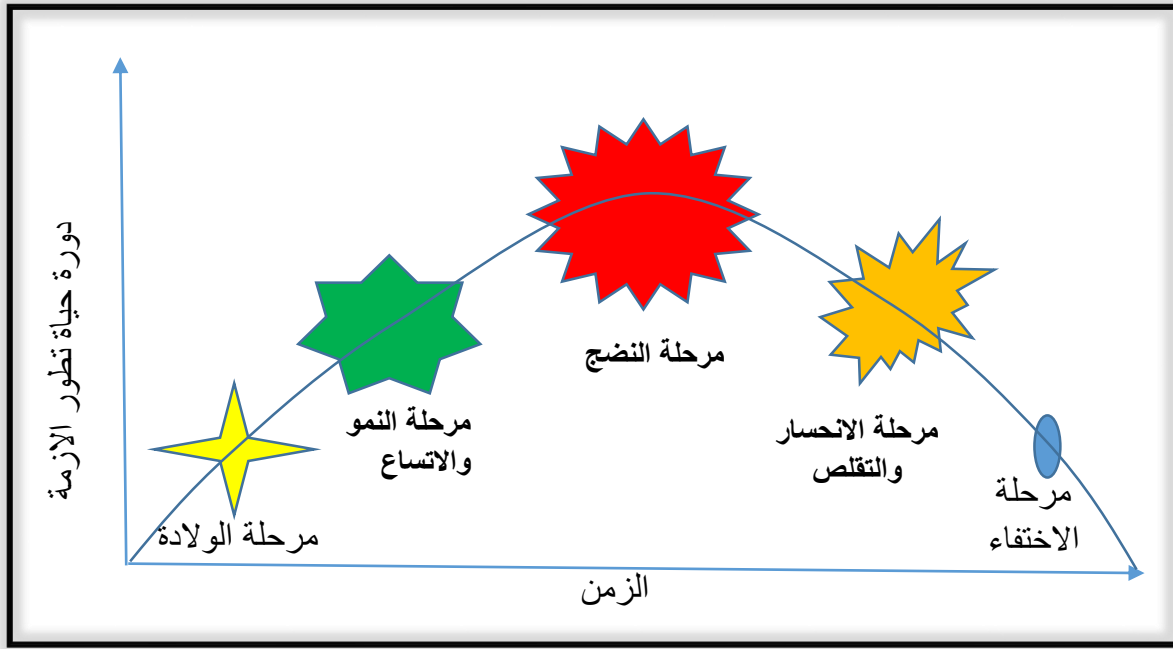 دورة حياة تطور الازمة
مرحلة النضج
مرحلة النمو
والاتساع
مرحلة الانحسار
والتقلص
مرحلة الولادة
مرحلة
الاختفاء
الزمن